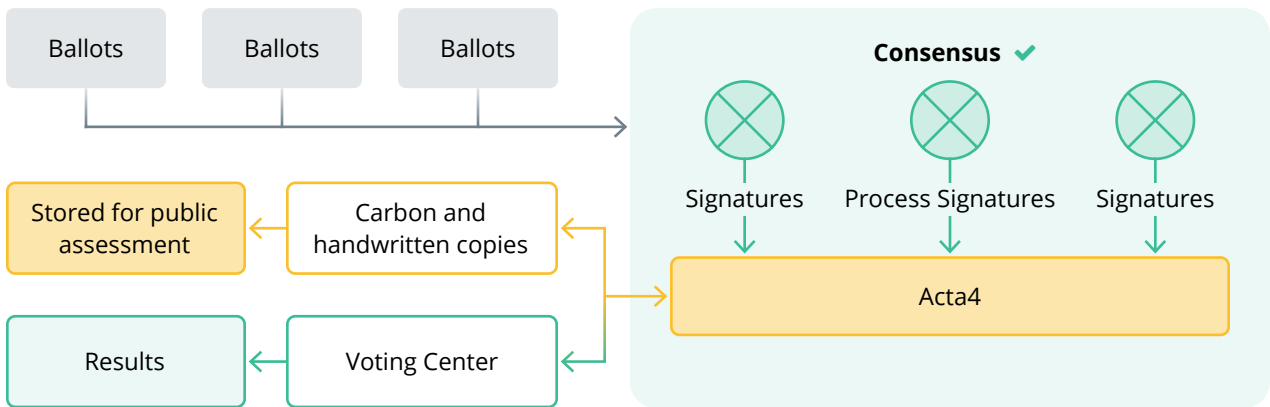 Ballots
Ballots
Ballots
Consensus
Signatures
Process Signatures
Signatures
Stored for public
assessment
Carbon and
handwritten copies
Acta4
Results
Voting Center